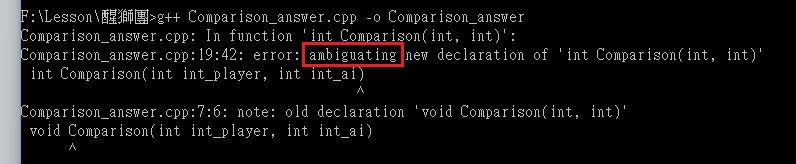 F:\Lesson\醒獅團>g++ Comparison_answer.cpp -o Comparison_answer
Comparison_answer.cpp: In function 'int Comparison(int, int)':
Comparison_answer.cpp:19:42: error: ambiguating new declaration of 'int Comparison(int, int)'
 int Comparison(int int_player, int int_ai)
                                          ^
Comparison_answer.cpp:7:6: note: old declaration 'void Comparison(int, int)'
 void Comparison(int int_player, int int_ai)
      ^